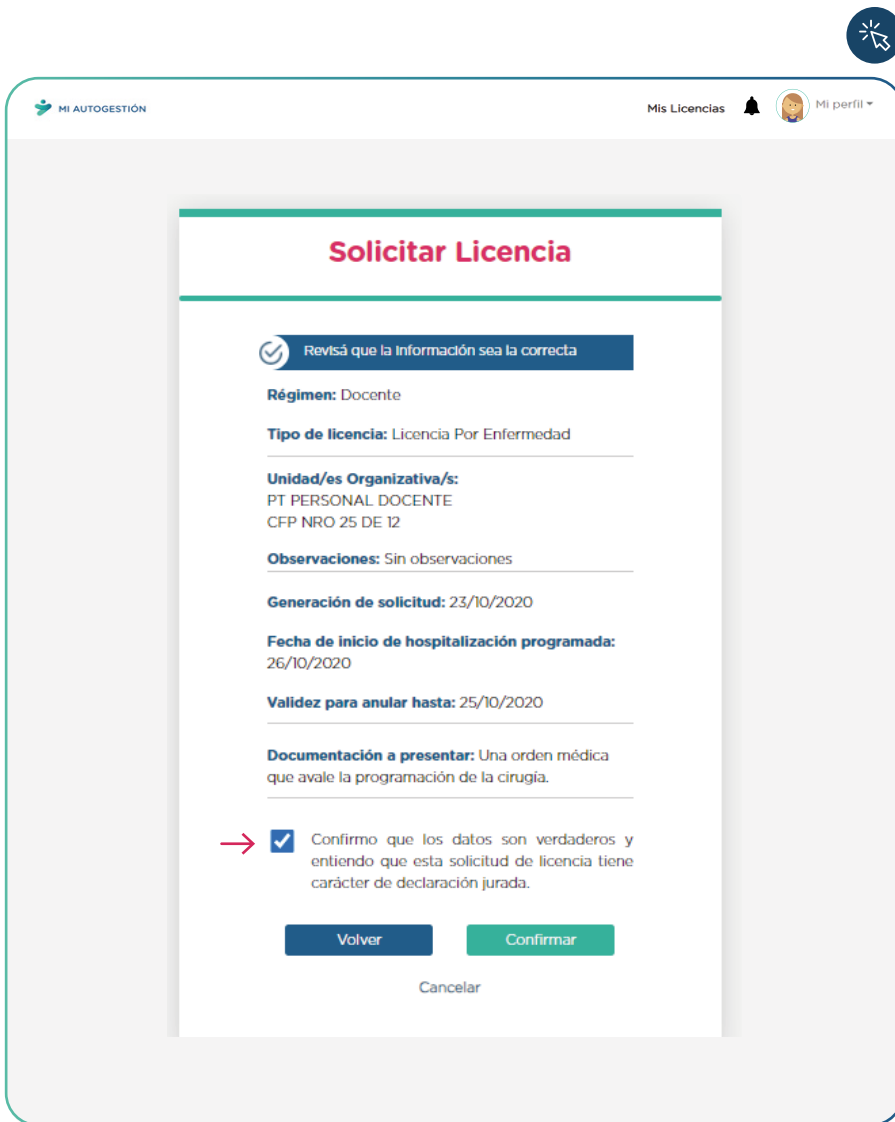 MI AUTOGESTIÓN
Mis Licencias
Mi perfil
Solicitar Licencia
Revisá que la información sea la correcta
Régimen: Docente
Tipo de licencia: Licencia Por Enfermedad
Unidad/es Organizativa/s:
PT PERSONAL DOCENTE
CFP NRO 25 DE 12
Observaciones: Sin observaciones
Generación de solicitud: 23/10/2020
Fecha de inicio de hospitalización programada:
26/10/2020
Validez para anular hasta: 25/10/2020
Documentación a presentar: Una orden médica
que avale la programación de la cirugía.
Confirmo que los datos son verdaderos y
entiendo que esta solicitud de licencia tiene
carácter de declaración jurada.
Volver
Confirmar
Cancelar